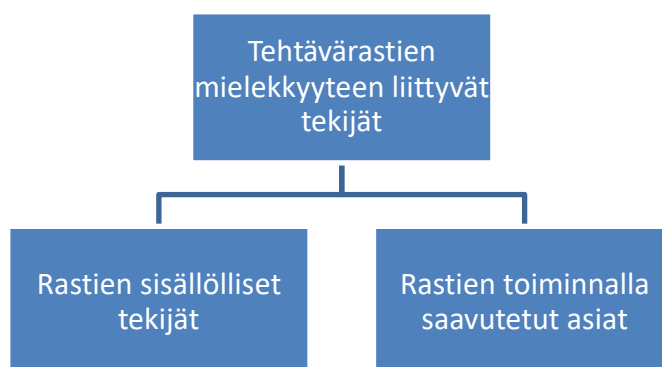 Tehtävärastien
mielekkyyteen liittyvät
tekijät
Rastien sisällölliset
tekijät
Rastien toiminnalla
saavutetut asiat